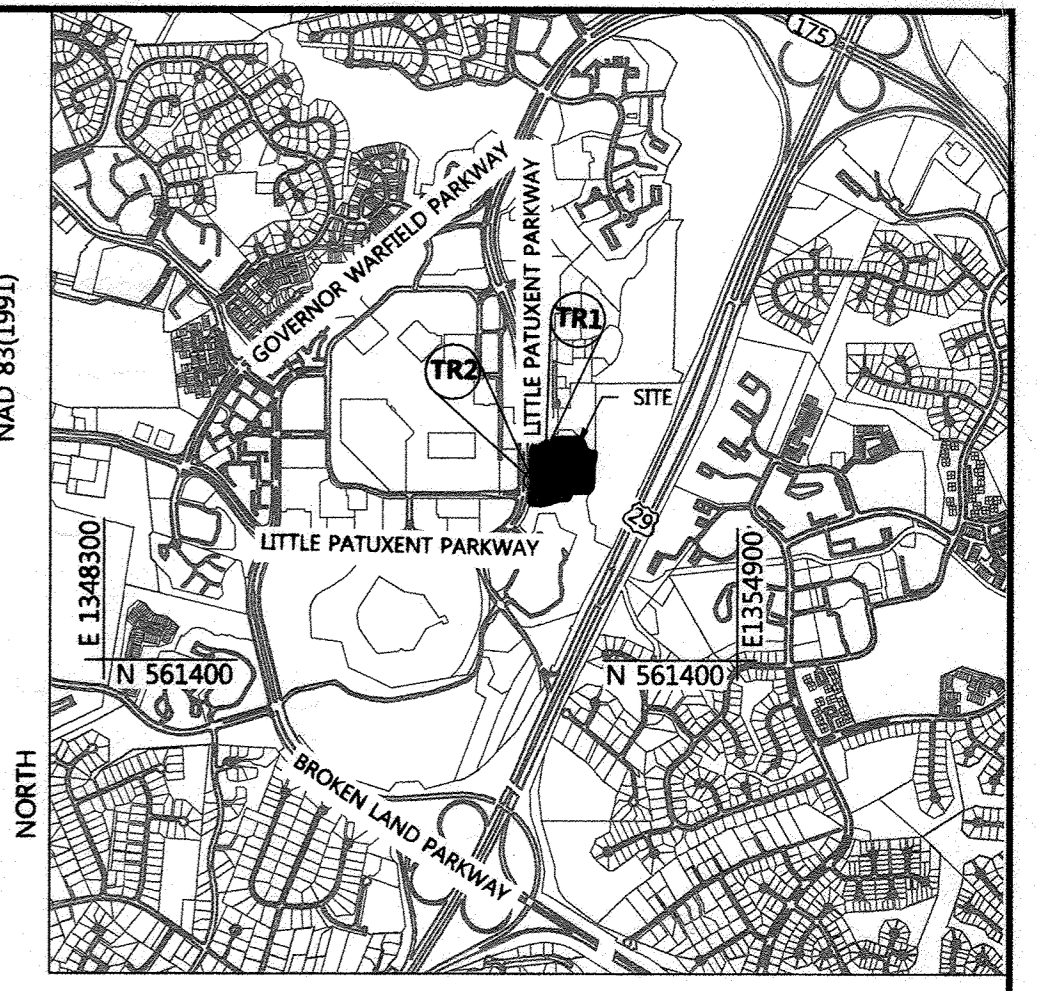 175
GOVERNOR WARFIELD PARKWAY
LITTLE PATUXENT PARKWAY
NAD 83(1991)
TR1
TR2
SITE
29
LITTLE PATUXENT PARKWAY
E 1348300
E1354900
N 561400
N 561400
NORTH
BROKEN LAND PARKWAY